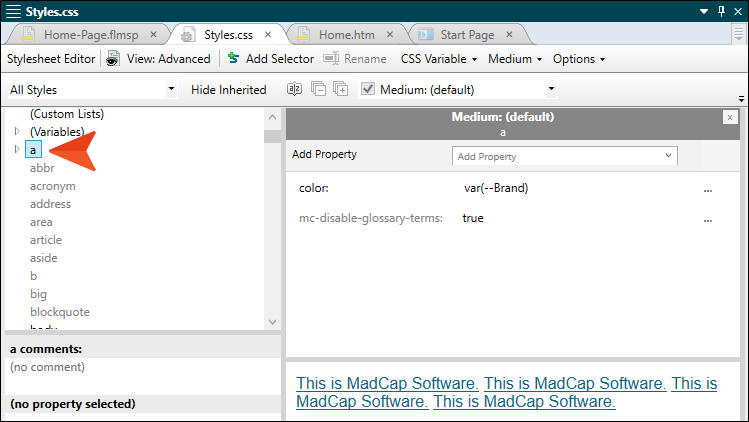 Styles.css
Home-Page.flmsp
Styles.css
Home.htm
Start Page
Stylesheet Editor
View: Advanced
Add Selector
Rename
CSS Variable
Medium
Options
All Styles
Hide Inherited
Medium: (default)
(Custom Lists)
(Variables)
a
abbr
acronym
address
area
article
aside
b
big
blockquote
body
a comments:
(no comment)
(no property selected)
Medium: (default)
a
Add Property
Add Property
color:
var(--Brand)
...
mc-disable-glossary-terms:
true
...
This is MadCap Software. This is MadCap Software. This is
MadCap Software. This is MadCap Software.